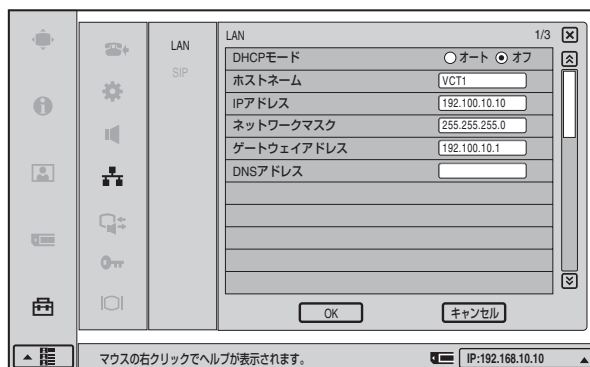 LAN
SIP
LAN 1/3
DHCPモード オート オフ
ホストネーム VCT1
IPアドレス 192.100.10.10
ネットワークマスク 255.255.255.0
ゲートウェイアドレス 192.100.10.1
DNSアドレス
OK キャンセル
マウスの右クリックでヘルプが表示されます。 IP:192.168.10.10